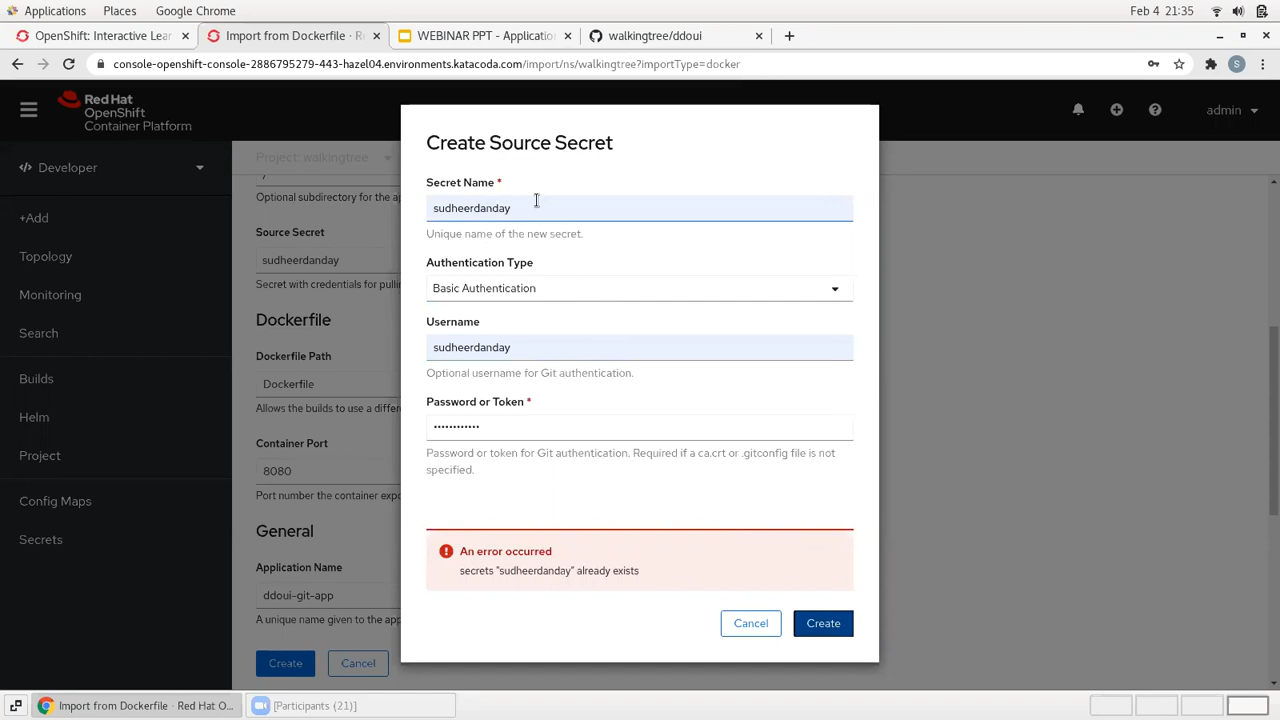 Applications Places Google Chrome Feb 4 21:35
OpenShift: Interactive Lea
Import from Dockerfile · R
WEBINAR PPT - Application
walkingtree/ddoui
console-openshift-console-2886795279-443-hazel04.environments.katacoda.com/import/ns/walkingtree?importType=docker
S
Red Hat
OpenShift
Container Platform
admin
Developer
+Add
Topology
Monitoring
Search
Builds
Helm
Project
Config Maps
Secrets
Project: walkingtree
/
Optional subdirectory for the a
Source Secret
sudheerdanday
Secret with credentials for pullin
Dockerfile
Dockerfile Path
Dockerfile
Allows the builds to use a differe
Container Port
8080
Port number the container expo
General
Application Name
ddoui-git-app
A unique name given to the app
Create Cancel
Create Source Secret
Secret Name *
sudheerdanday
Unique name of the new secret.
Authentication Type
Basic Authentication
Username
sudheerdanday
Optional username for Git authentication.
Password or Token *
••••••••••••
Password or token for Git authentication. Required if a ca.crt or .gitconfig file is not
specified.
An error occurred
secrets "sudheerdanday" already exists
Cancel Create
Import from Dockerfile · Red Hat O...
[Participants (21)]